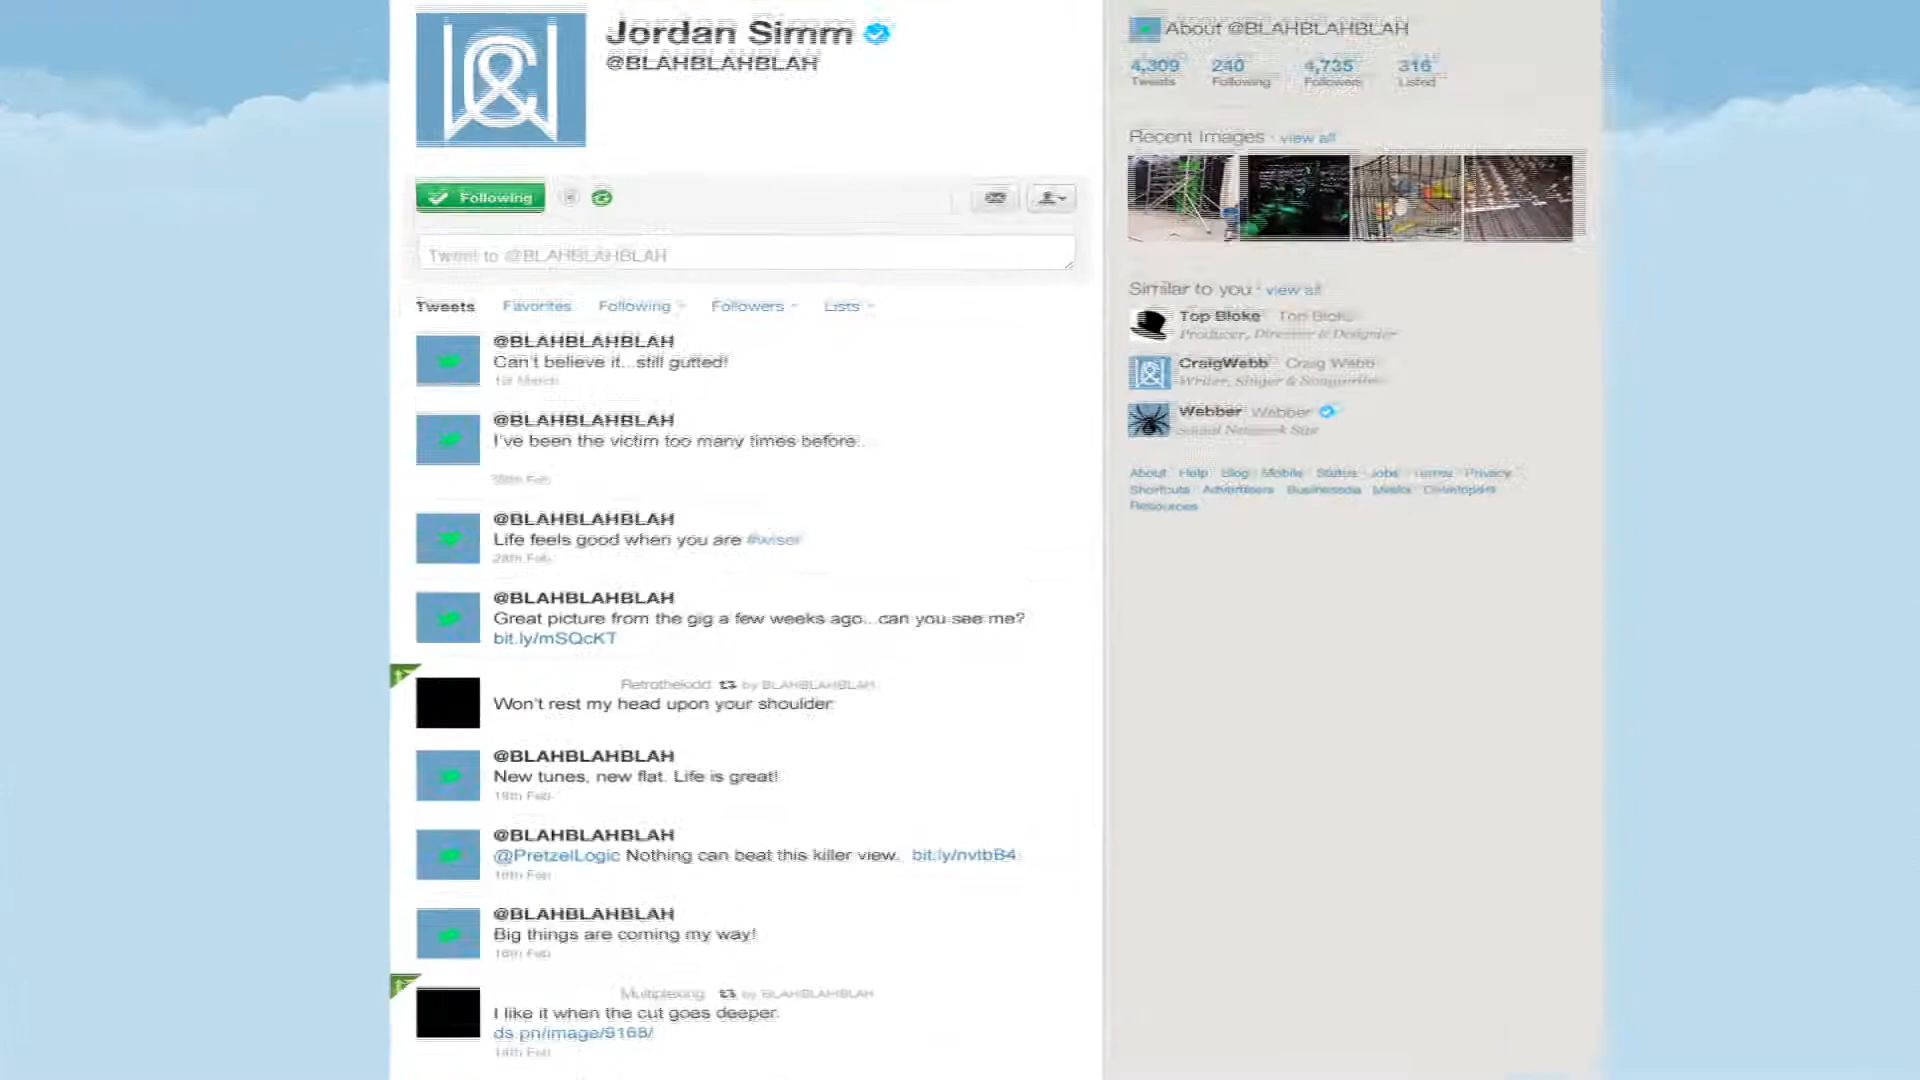 Jordan Simm
@BLAHBLAHBLAH
Following
Tweet to @BLAHBLAHBLAH
Tweets Favorites Following Followers Lists
@BLAHBLAHBLAH
Can't believe it...still gutted!
1st March
@BLAHBLAHBLAH
I've been the victim too many times before...
Feb
@BLAHBLAHBLAH
Life feels good when you are #wiser
28th Feb
@BLAHBLAHBLAH
Great picture from the gig a few weeks ago...can you see me?
bit.ly/mSQcKT
Retrothekidd by BLAHBLAHBLAH
Won't rest my head upon your shoulder.
@BLAHBLAHBLAH
New tunes, new flat. Life is great!
19th Feb
@BLAHBLAHBLAH
@PretzelLogic Nothing can beat this killer view. bit.ly/nvtbB4
Feb
@BLAHBLAHBLAH
Big things are coming my way!
Feb
Multiplexing by BLAHBLAHBLAH
I like it when the cut goes deeper.
ds.pn/image/9168/
14th Feb
About @BLAHBLAHBLAH
4,309 240 4,735 316
Tweets Following Followers Listed
Recent Images · view all
Similar to you · view all
Top Bloke Top Bloke
Producer, Director & Designer
CraigWebb Craig Webb
Writer, Singer & Songwriter
Webber Webber
Social Network Site
About Help Blog Mobile Status Jobs Terms Privacy
Shortcuts Advertisers Businesses Media Developers
Resources